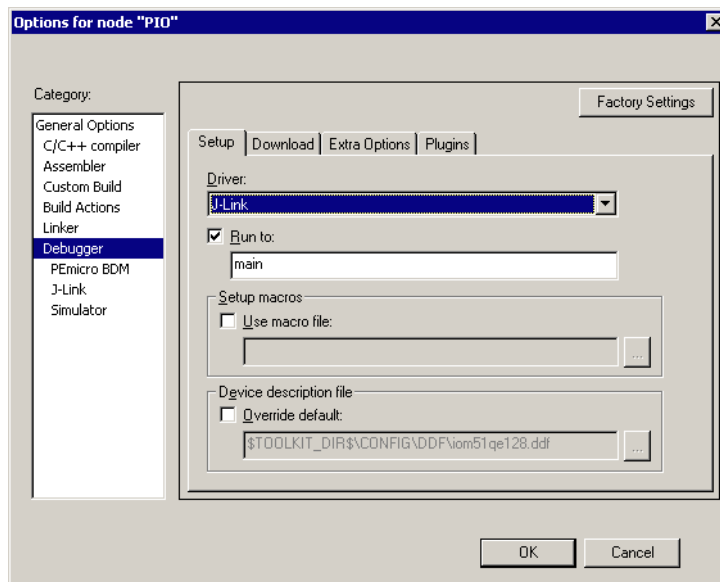 Options for node "PIO"
Category:
Factory Settings
General Options
C/C++ compiler
Assembler
Custom Build
Build Actions
Linker
Debugger
PEmicro BDM
J-Link
Simulator
Setup Download Extra Options Plugins
Driver:
J-Link
Run to:
main
Setup macros
Use macro file:
...
Device description file
Override default:
$TOOLKIT_DIR$\CONFIG\DDF\iom51qe128.ddf
...
OK Cancel